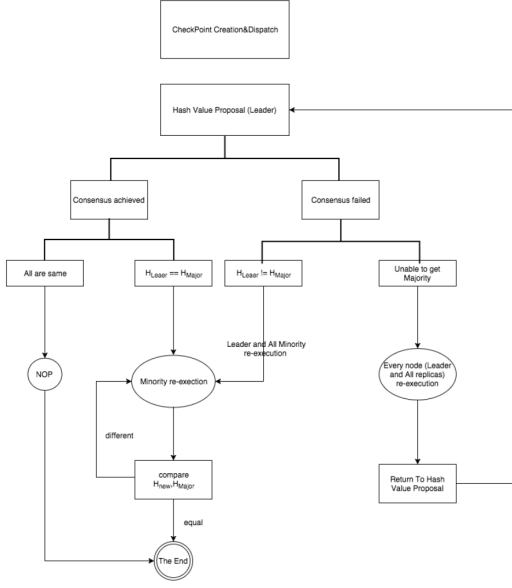 CheckPoint Creation&Dispatch
Hash Value Proposal (Leader)
Consensus achieved
Consensus failed
All are same
HLeaer == HMajor
HLeaer != HMajor
Unable to get
Majority
Leader and All Minority
re-execution
NOP
Minority re-exection
Every node (Leader
and All replicas)
re-execution
different
compare
Hnew,HMajor
Return To Hash
Value Proposal
equal
The End